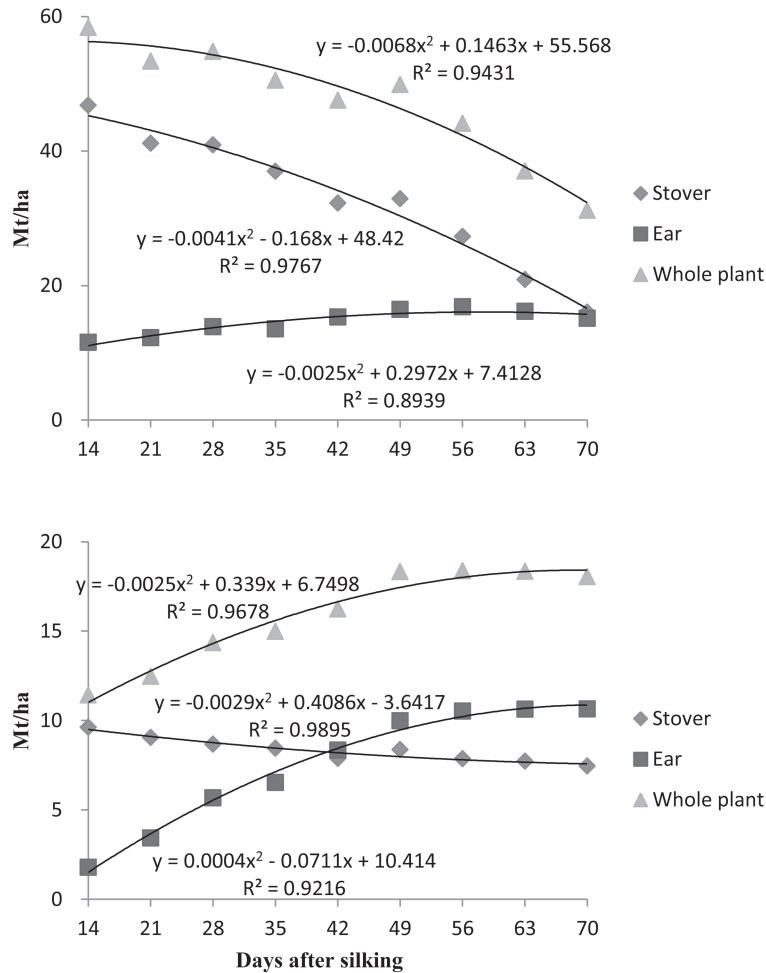 60
y = -0.0068x² + 0.1463x + 55.568
R² = 0.9431
40
Mt/ha
Stover
Ear
Whole plant
y = -0.0041x² - 0.168x + 48.42
R² = 0.9767
20
y = -0.0025x² + 0.2972x + 7.4128
R² = 0.8939
0
14 21 28 35 42 49 56 63 70
20
y = -0.0025x² + 0.339x + 6.7498
R² = 0.9678
15
y = -0.0029x² + 0.4086x - 3.6417
R² = 0.9895
10
Mt/ha
Stover
Ear
Whole plant
5
y = 0.0004x² - 0.0711x + 10.414
R² = 0.9216
0
14 21 28 35 42 49 56 63 70
Days after silking